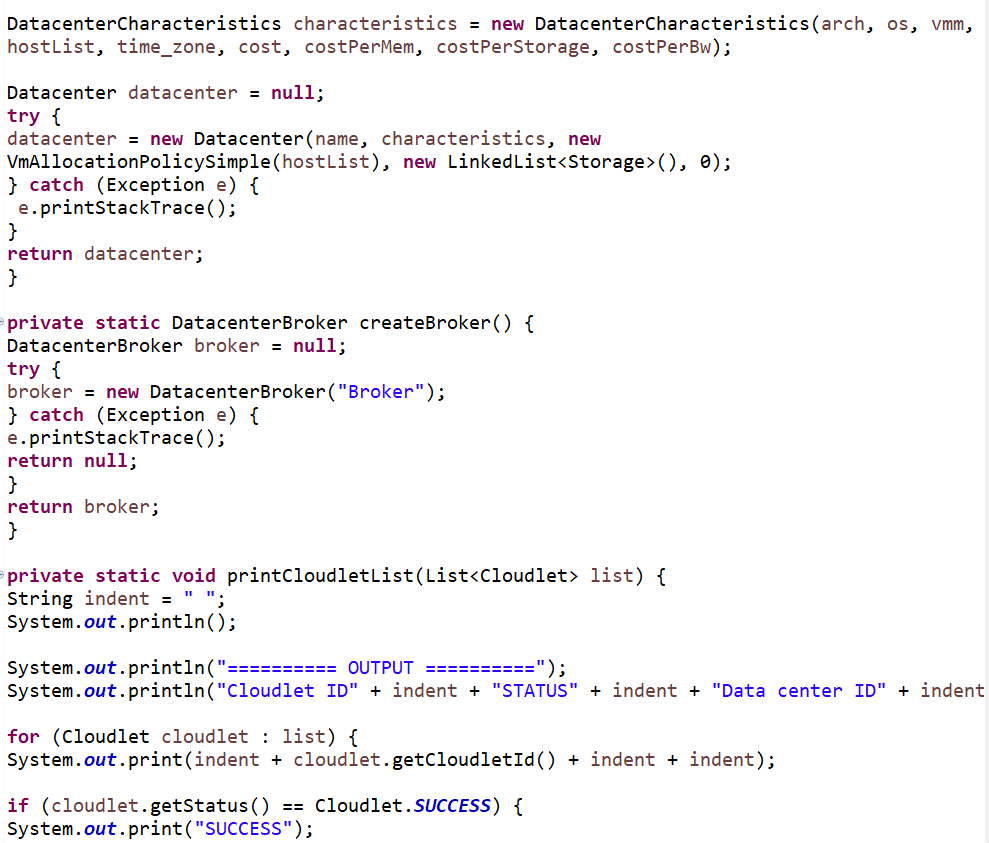 DatacenterCharacteristics characteristics = new DatacenterCharacteristics(arch, os, vmm,
hostList, time_zone, cost, costPerMem, costPerStorage, costPerBw);

Datacenter datacenter = null;
try {
datacenter = new Datacenter(name, characteristics, new
VmAllocationPolicySimple(hostList), new LinkedList<Storage>(), 0);
} catch (Exception e) {
 e.printStackTrace();
}
return datacenter;
}

private static DatacenterBroker createBroker() {
DatacenterBroker broker = null;
try {
broker = new DatacenterBroker("Broker");
} catch (Exception e) {
e.printStackTrace();
return null;
}
return broker;
}

private static void printCloudletList(List<Cloudlet> list) {
String indent = " ";
System.out.println();

System.out.println("========== OUTPUT ==========");
System.out.println("Cloudlet ID" + indent + "STATUS" + indent + "Data center ID" + indent

for (Cloudlet cloudlet : list) {
System.out.print(indent + cloudlet.getCloudletId() + indent + indent);

if (cloudlet.getStatus() == Cloudlet.SUCCESS) {
System.out.print("SUCCESS");